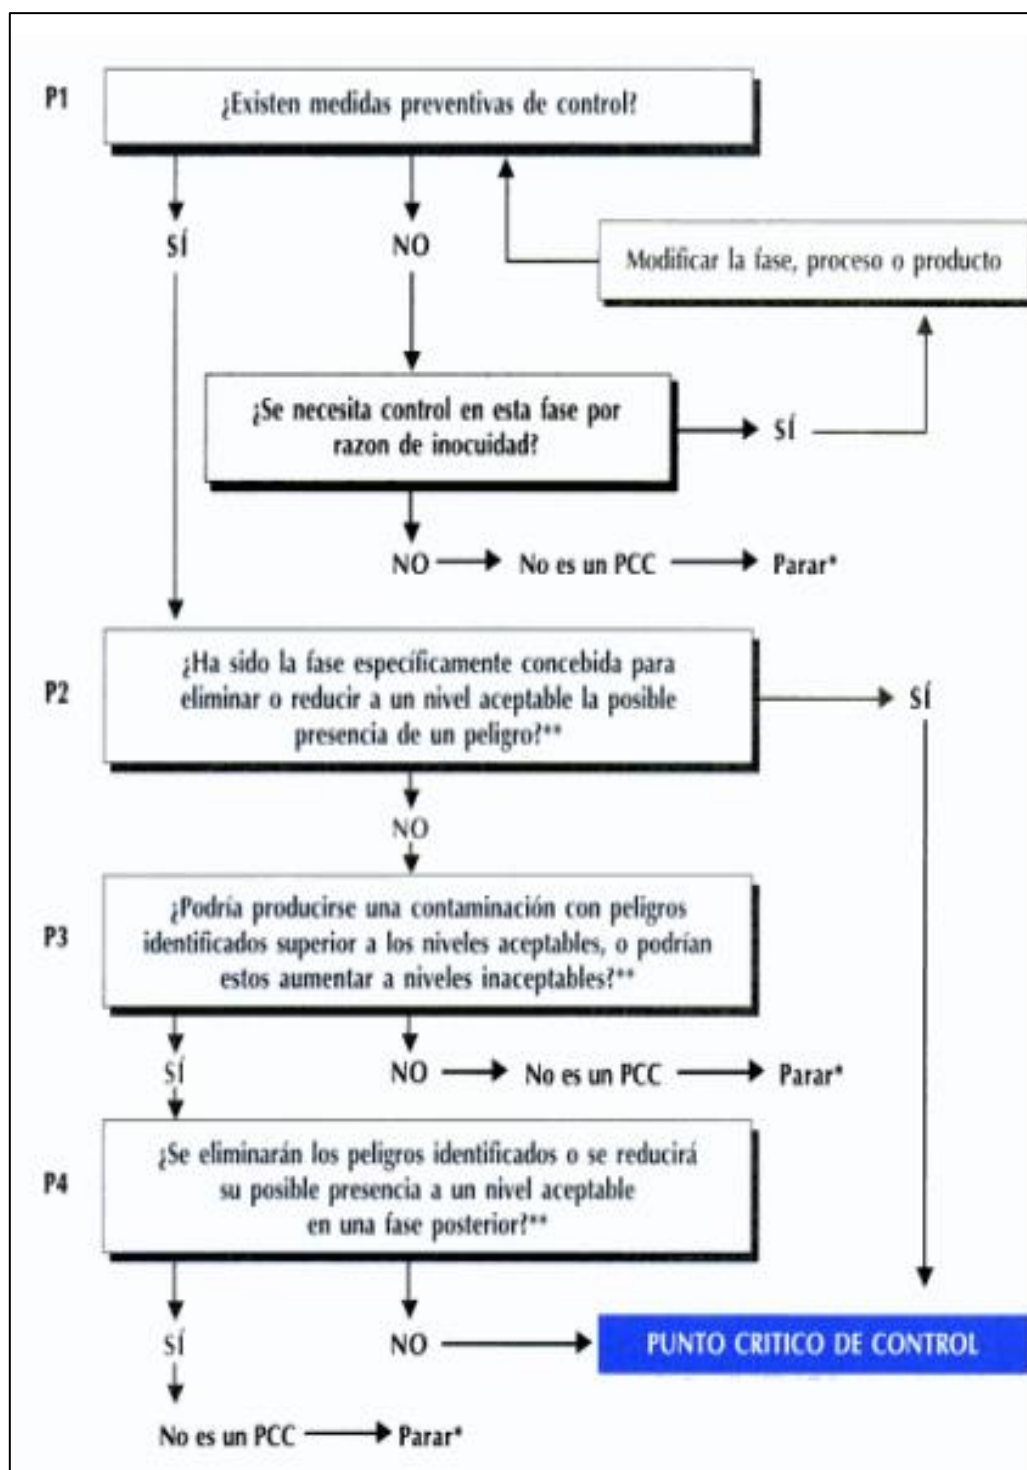 P1
¿Existen medidas preventivas de control?
SÍ
NO
Modificar la fase, proceso o producto
¿Se necesita control en esta fase por
razon de inocuidad?
SÍ
NO
No es un PCC
Parar*
P2
¿Ha sido la fase específicamente concebida para
eliminar o reducir a un nivel aceptable la posible
presencia de un peligro?**
SÍ
NO
P3
¿Podría producirse una contaminación con peligros
identificados superior a los niveles aceptables, o podrían
estos aumentar a niveles inaceptables?**
SÍ
NO
No es un PCC
Parar*
P4
¿Se eliminarán los peligros identificados o se reducirá
su posible presencia a un nivel aceptable
en una fase posterior?**
SÍ
NO
PUNTO CRITICO DE CONTROL
No es un PCC
Parar*